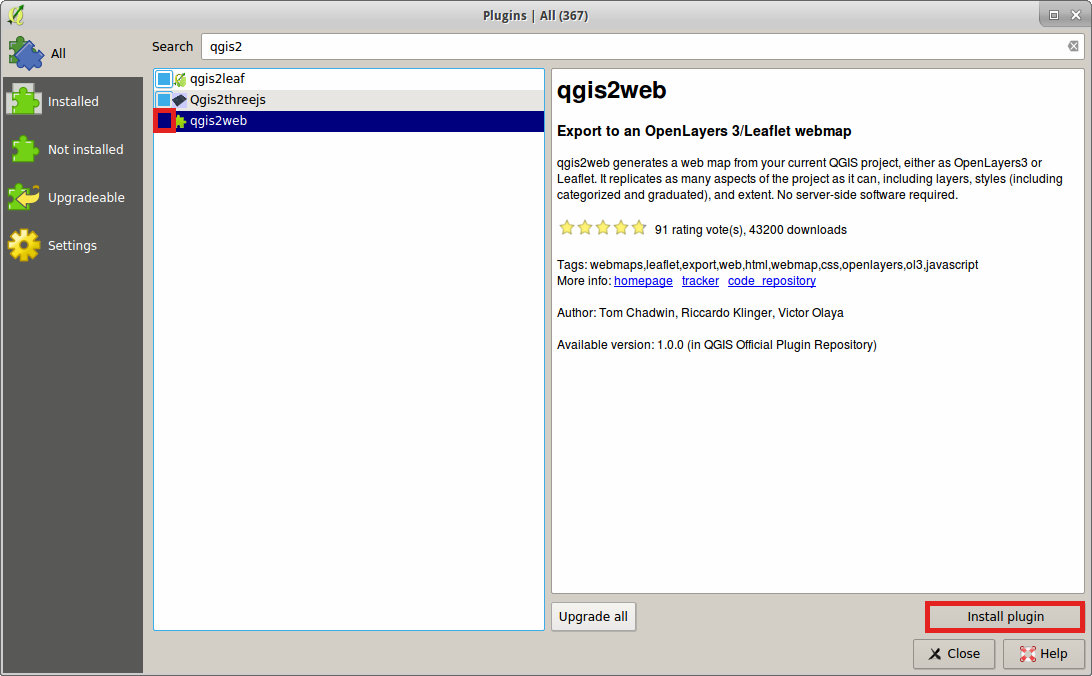 Plugins | All (367)
All
Installed
Not installed
Upgradeable
Settings
Search
qgis2
qgis2leaf
Qgis2threejs
qgis2web
qgis2web
Export to an OpenLayers 3/Leaflet webmap
qgis2web generates a web map from your current QGIS project, either as OpenLayers3 or
Leaflet. It replicates as many aspects of the project as it can, including layers, styles (including
categorized and graduated), and extent. No server-side software required.
91 rating vote(s), 43200 downloads
Tags: webmaps,leaflet,export,web,html,webmap,css,openlayers,ol3,javascript
More info: homepage tracker code_repository
Author: Tom Chadwin, Riccardo Klinger, Victor Olaya
Available version: 1.0.0 (in QGIS Official Plugin Repository)
Upgrade all
Install plugin
Close
Help